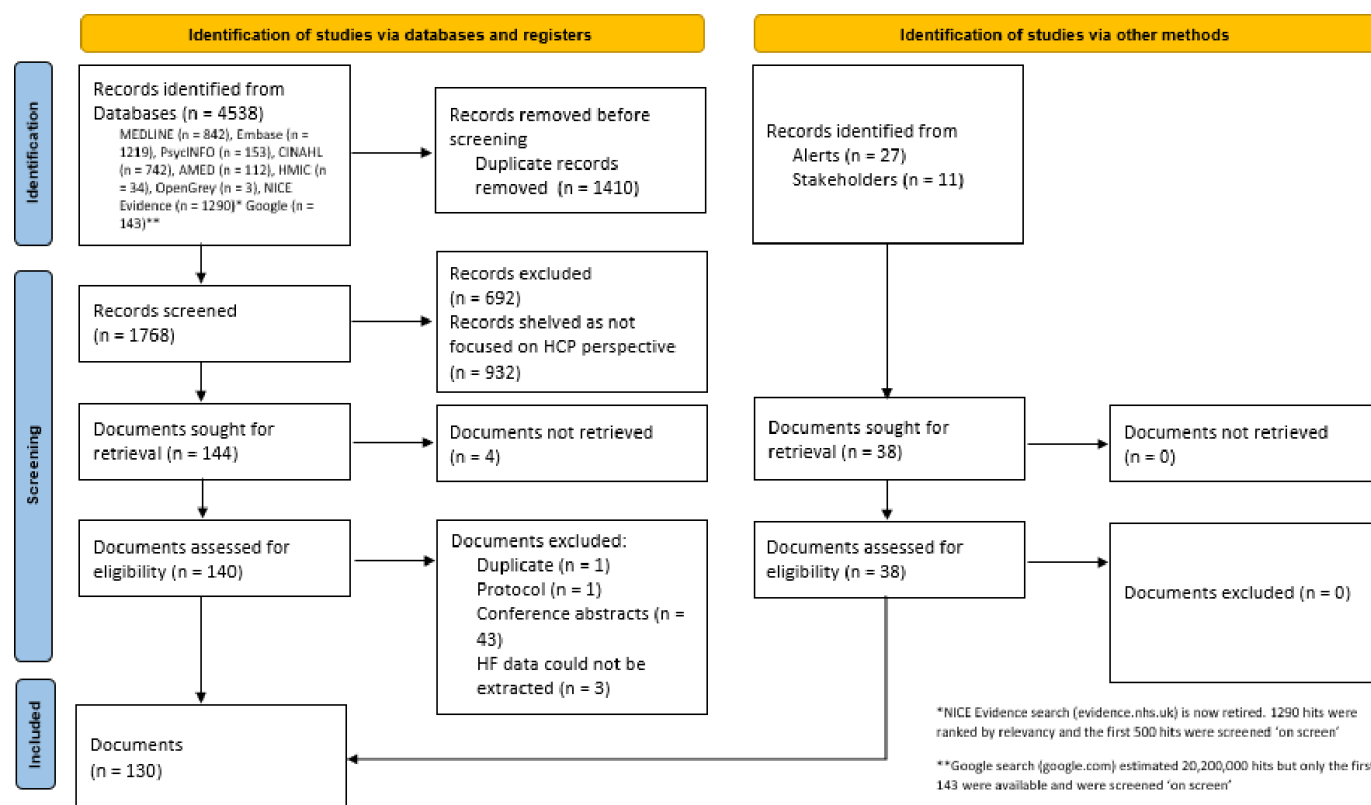 Identification of studies via databases and registers
Identification of studies via other methods
Identification
Records identified from
Databases (n = 4538)
MEDLINE (n = 842), Embase (n =
1219), PsycINFO (n = 153), CINAHL
(n = 742), AMED (n = 112), HMIC (n
= 34), OpenGrey (n = 3), NICE
Evidence (n = 1290)* Google (n =
143)**
Records removed before
screening
Duplicate records
removed (n = 1410)
Records identified from
Alerts (n = 27)
Stakeholders (n = 11)
Screening
Records screened
(n = 1768)
Records excluded
(n = 692)
Records shelved as not
focused on HCP perspective
(n = 932)
Documents sought for
retrieval (n = 144)
Documents not retrieved
(n = 4)
Documents sought for
retrieval (n = 38)
Documents not retrieved
(n = 0)
Documents assessed for
eligibility (n = 140)
Documents excluded:
Duplicate (n = 1)
Protocol (n = 1)
Conference abstracts (n =
43)
HF data could not be
extracted (n = 3)
Documents assessed for
eligibility (n = 38)
Documents excluded (n = 0)
Included
Documents
(n = 130)
*NICE Evidence search (evidence.nhs.uk) is now retired. 1290 hits were
ranked by relevancy and the first 500 hits were screened 'on screen'
**Google search (google.com) estimated 20,200,000 hits but only the first
143 were available and were screened 'on screen'